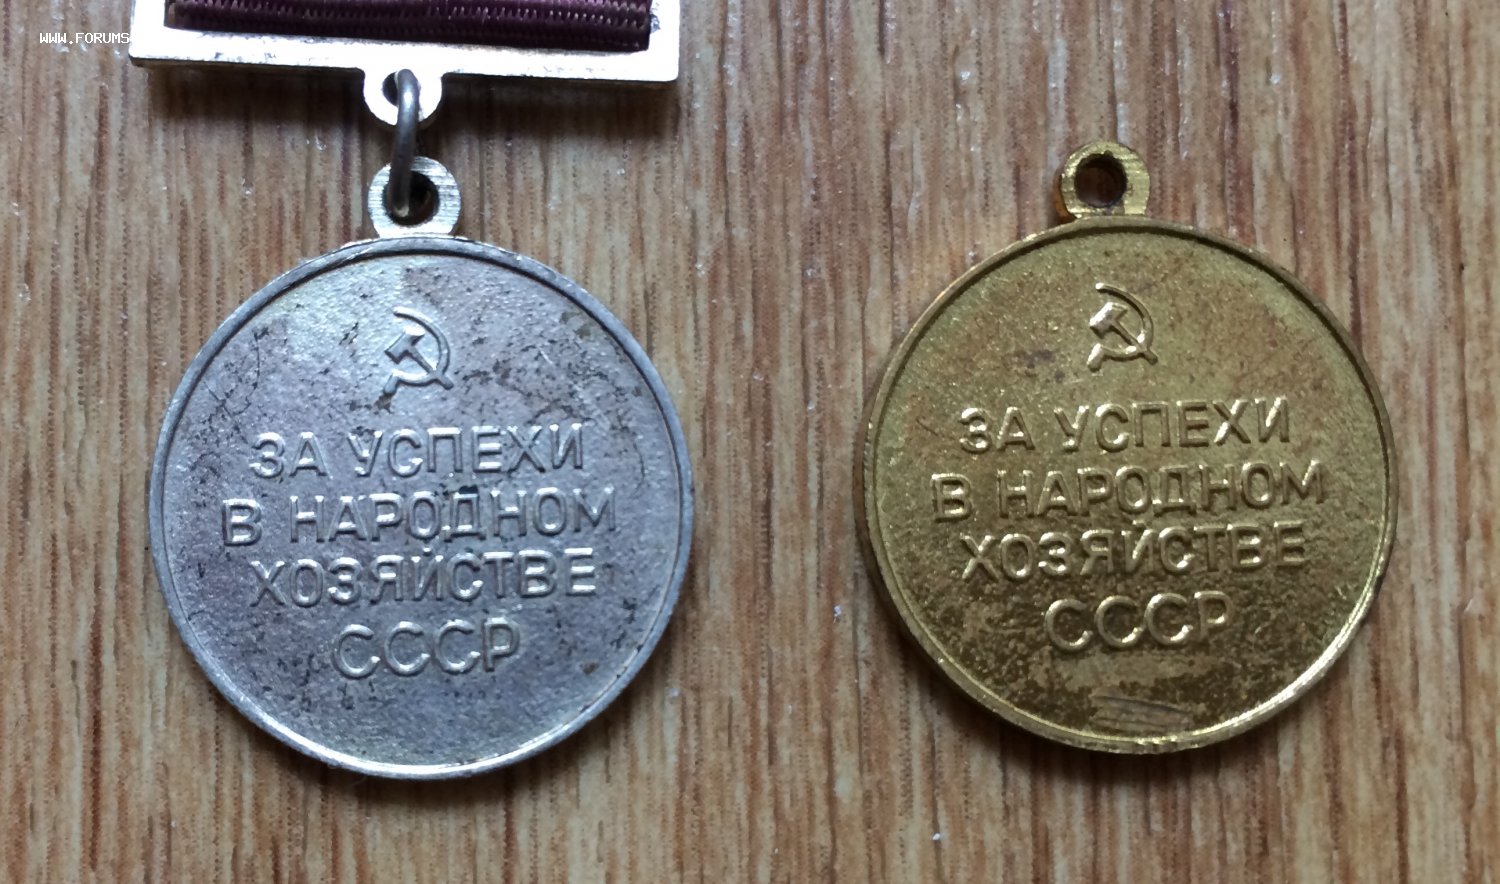 WWW.FORUMS
ЗА УСПЕХИ
В НАРОДНОМ
ХОЗЯЙСТВЕ
СССР
ЗА УСПЕХИ
В НАРОДНОМ
ХОЗЯЙСТВЕ
СССР